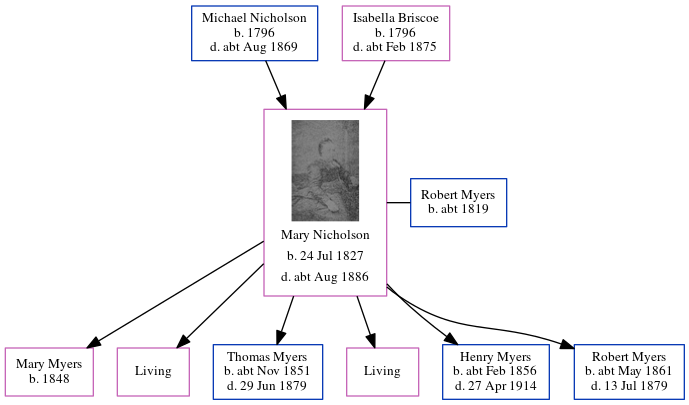 Michael Nicholson
b. 1796
d. abt Aug 1869
Isabella Briscoe
b. 1796
d. abt Feb 1875
Mary Nicholson
b. 24 Jul 1827
d. abt Aug 1886
Robert Myers
b. abt 1819
Mary Myers
b. 1848
Living
Thomas Myers
b. abt Nov 1851
d. 29 Jun 1879
Living
Henry Myers
b. abt Feb 1856
d. 27 Apr 1914
Robert Myers
b. abt May 1861
d. 13 Jul 1879